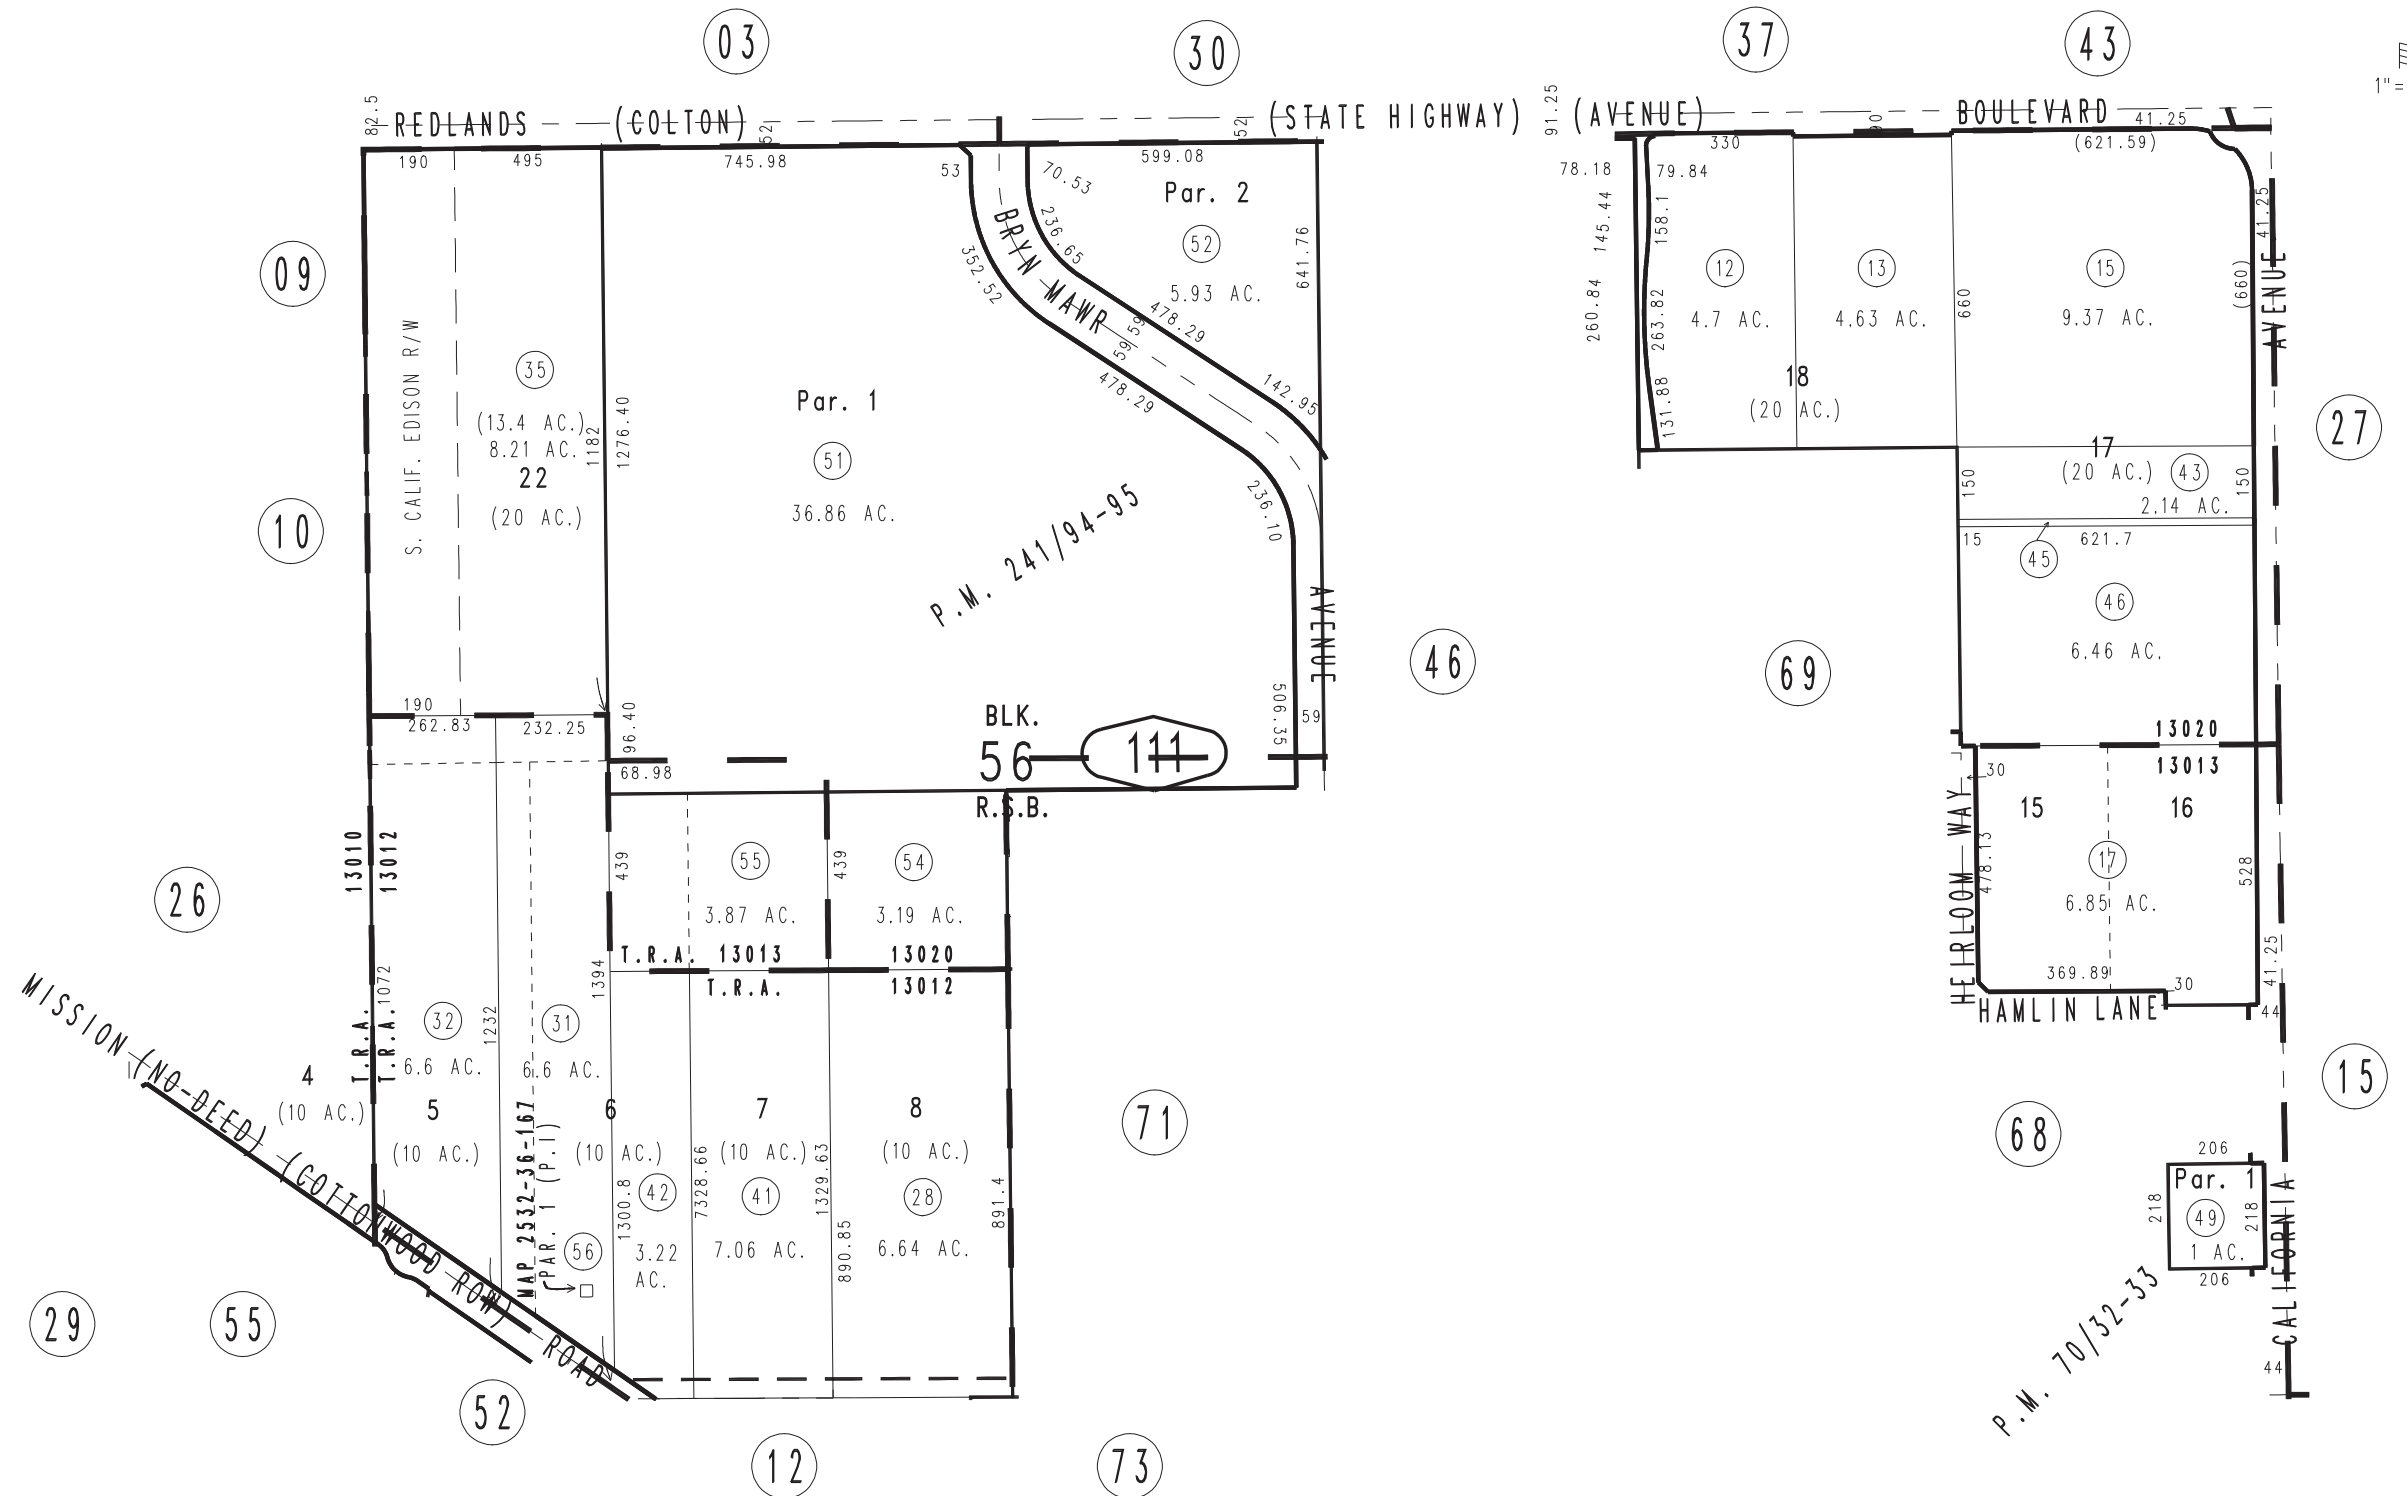 03
30
37
43
1"=
82.5
REDLANDS
(COLTON)
52
52
(STATE HIGHWAY)
91.25
(AVENUE)
90
BOULEVARD
41.25
190
495
745.98
53
70.53
599.08
330
(621.59)
78.18
79.84
Par. 2
52
5.93 AC.
641.76
145.44
158.1
41.25
09
BRYN MAWR
236.65
352.52
12
4.7 AC.
13
4.63 AC.
15
9.37 AC.
660
(660)
AVENUE
260.84
263.82
S. CALIF. EDISON R/W
35
(13.4 AC.)
8.21 AC.
22
(20 AC.)
1182
1276.40
Par. 1
51
36.86 AC.
59
59
478.29
478.29
142.95
18
(20 AC.)
131.88
27
17
(20 AC.)
43
2.14 AC.
150
150
10
236.10
P.M. 241/94-95
15
621.7
45
46
6.46 AC.
AVENUE
46
69
190
262.83
232.25
96.40
68.98
BLK.
56
111
R.S.B.
506.35
59
13020
13013
30
HEIRLOOM WAY
15
16
478.13
17
6.85 AC.
528
13010
13012
439
55
3.87 AC.
439
54
3.19 AC.
26
T.R.A. 13013
13020
T.R.A.
13012
369.89
30
41.25
HAMLIN LANE
44
1072
1232
1394
MISSION (NO-DEED) (COTTONWOOD ROW) ROAD
T.R.A.
T.R.A.
32
6.6 AC.
31
6.6 AC.
4
(10 AC.)
5
(10 AC.)
6
(10 AC.)
7
(10 AC.)
8
(10 AC.)
71
68
15
MAP 2532-36-167
(PAR. 1 (P.I)
56
1300.8
42
3.22
AC.
7328.66
41
7.06 AC.
1329.63
890.85
28
6.64 AC.
891.4
206
Par. 1
218
49
218
1 AC.
206
CALIFORNIA
44
P.M. 70/32-33
29
55
52
12
73